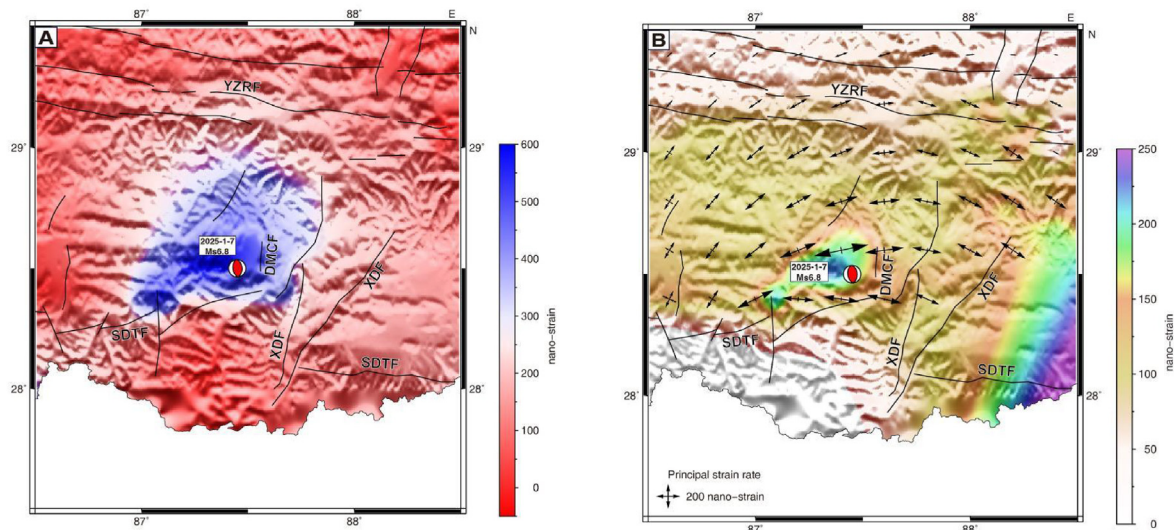 87° 88° E
A
N
YZRF
29° 29°
2025-1-7
Ms6.8
DMCF
XDF
SDTF
XDF
SDTF
28° 28°
87° 88°
600
500
400
300
200
100
0
nano-strain
87° 88° E
B
N
YZRF
29° 29°
2025-1-7
Ms6.8
DMCF
XDF
SDTF
XDF
SDTF
28° 28°
Principal strain rate
200 nano-strain
87° 88°
250
200
150
100
50
0
nano-strain